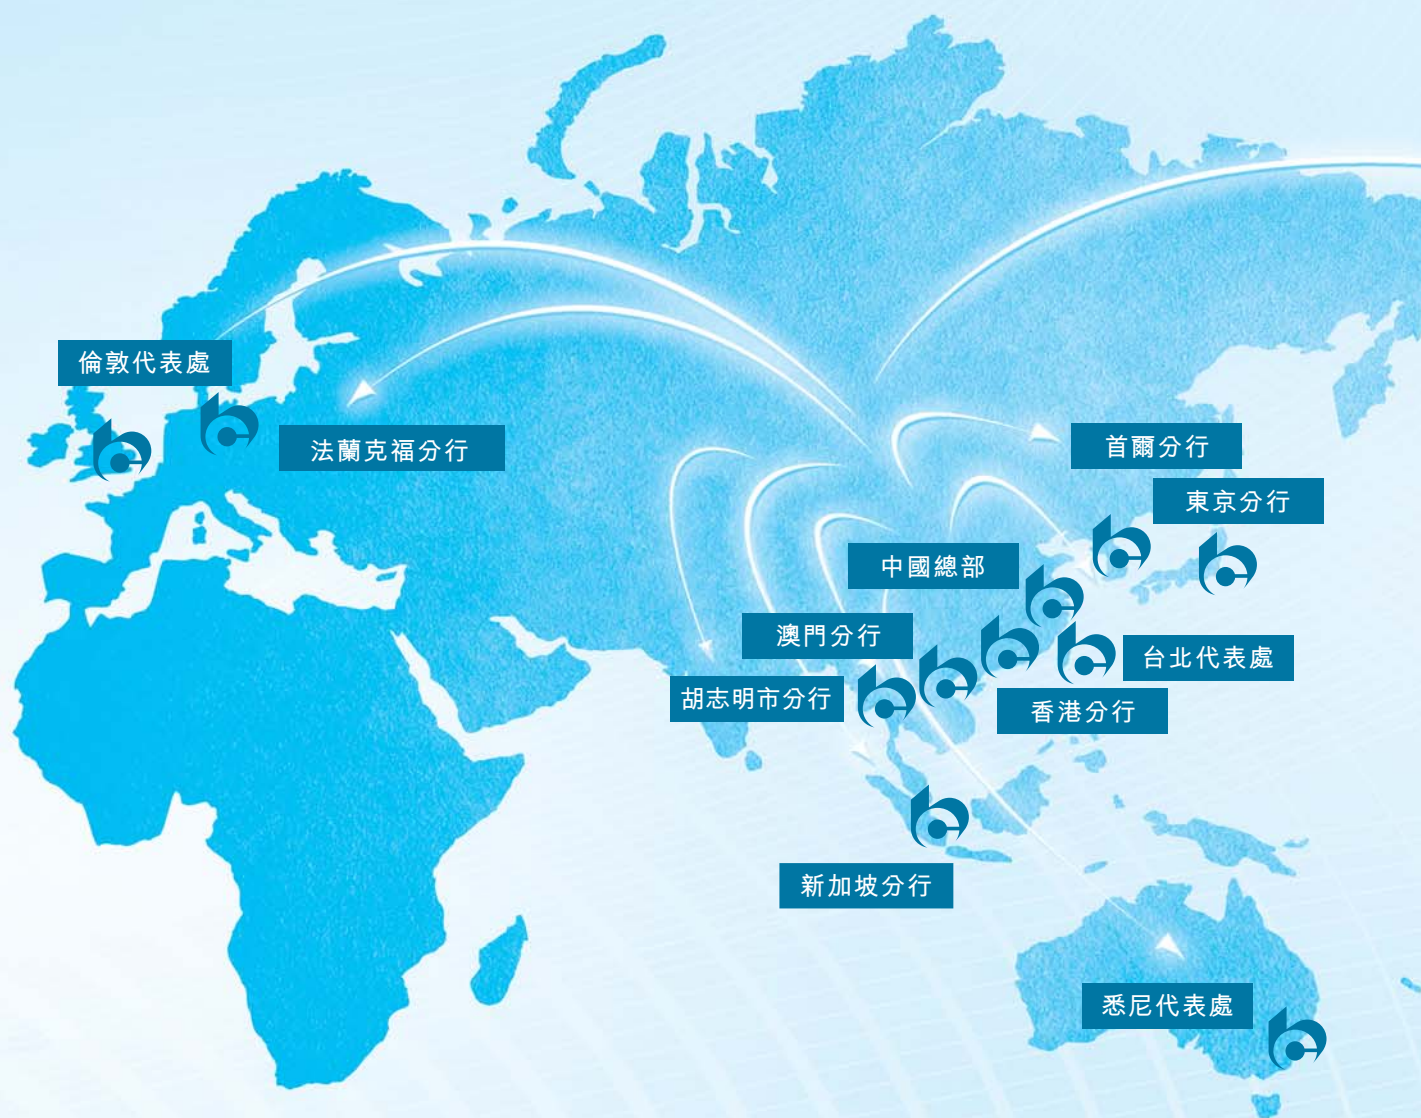 倫敦代表處
法蘭克福分行
首爾分行
東京分行
中國總部
澳門分行
台北代表處
胡志明市分行
香港分行
新加坡分行
悉尼代表處